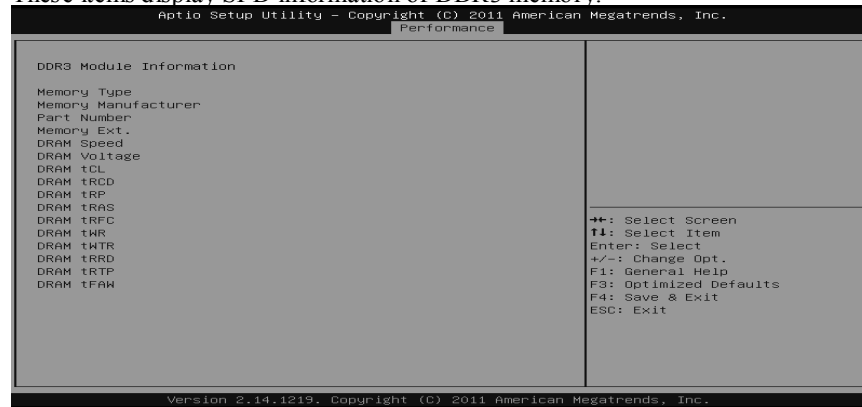 These items display SPD information of DDR3 memory.
Aptio Setup Utility – Copyright (C) 2011 American Megatrends, Inc.
Performance
DDR3 Module Information
Memory Type
Memory Manufacturer
Part Number
Memory Ext.
DRAM Speed
DRAM Voltage
DRAM tCL
DRAM tRCD
DRAM tRP
DRAM tRAS
DRAM tRFC
DRAM tWR
DRAM tWTR
DRAM tRRD
DRAM tRTP
DRAM tFAW
→←: Select Screen
↑↓: Select Item
Enter: Select
+/-: Change Opt.
F1: General Help
F3: Optimized Defaults
F4: Save & Exit
ESC: Exit
Version 2.14.1219. Copyright (C) 2011 American Megatrends, Inc.